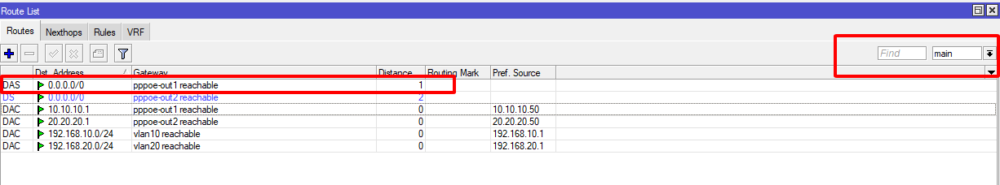 Route List
Routes Nexthops Rules VRF
Find main
Dst. Address Gateway Distance Routing Mark Pref. Source
DAS 0.0.0.0/0 pppoe-out1 reachable 1
DS 0.0.0.0/0 pppoe-out2 reachable 2
DAC 10.10.10.1 pppoe-out1 reachable 0 10.10.10.50
DAC 20.20.20.1 pppoe-out2 reachable 0 20.20.20.50
DAC 192.168.10.0/24 vlan10 reachable 0 192.168.10.1
DAC 192.168.20.0/24 vlan20 reachable 0 192.168.20.1